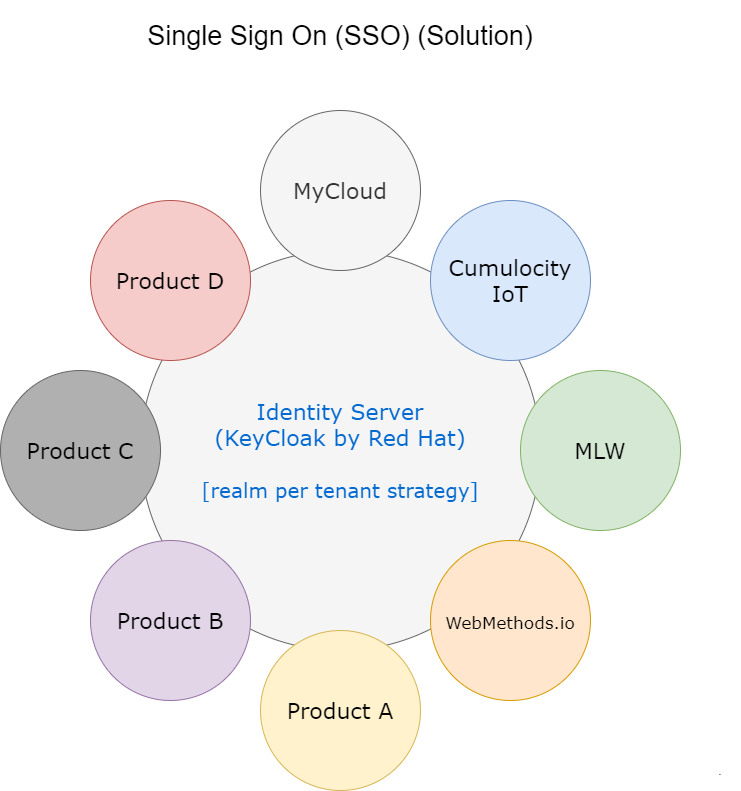 Single Sign On (SSO) (Solution)
MyCloud
Product D
Cumulocity
IoT
Identity Server
(KeyCloak by Red Hat)
[realm per tenant strategy]
Product C
MLW
Product B
WebMethods.io
Product A